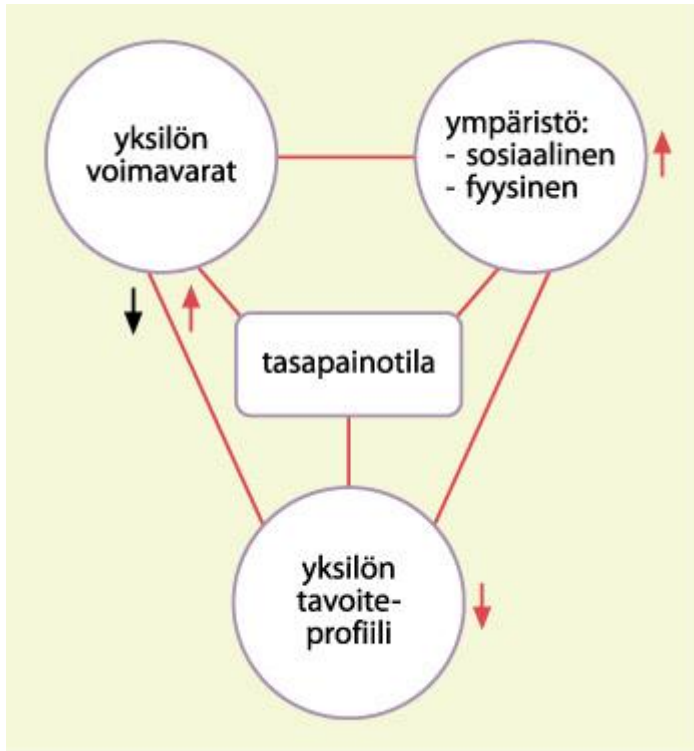 yksilön
voimavarat
ympäristö:
- sosiaalinen
- fyysinen
tasapainotila
yksilön
tavoite-
profiili